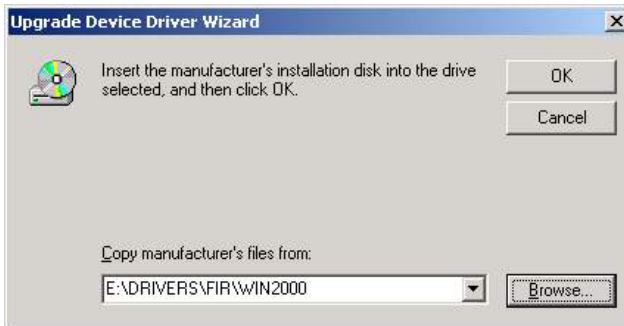 Upgrade Device Driver Wizard
Insert the manufacturer's installation disk into the drive
selected, and then click OK.
OK
Cancel
Copy manufacturer's files from:
E:\DRIVERS\FIR\WIN2000
Browse...